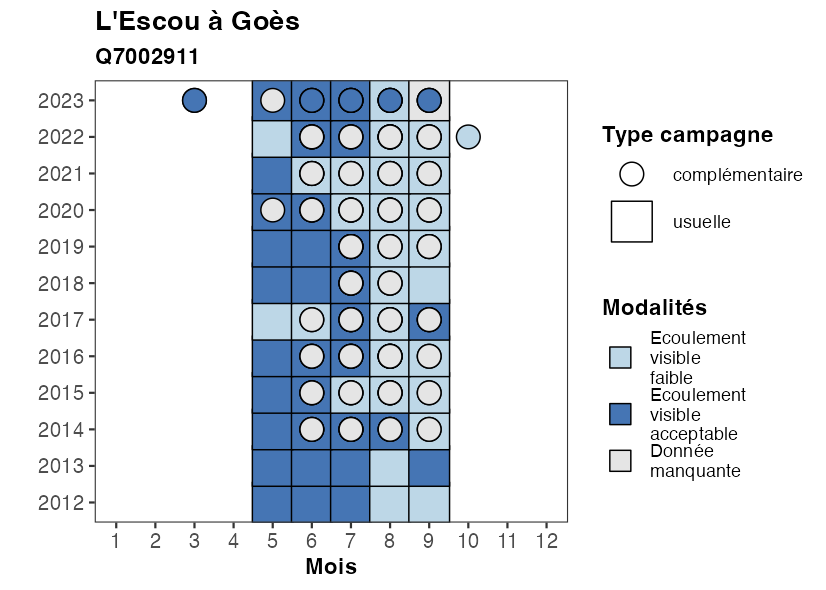 L'Escou à Goès
Q7002911
2023
2022
2021
2020
2019
2018
2017
2016
2015
2014
2013
2012
1 2 3 4 5 6 7 8 9 10 11 12
Mois
Type campagne
complémentaire
usuelle
Modalités
Ecoulement
visible
faible
Ecoulement
visible
acceptable
Donnée
manquante